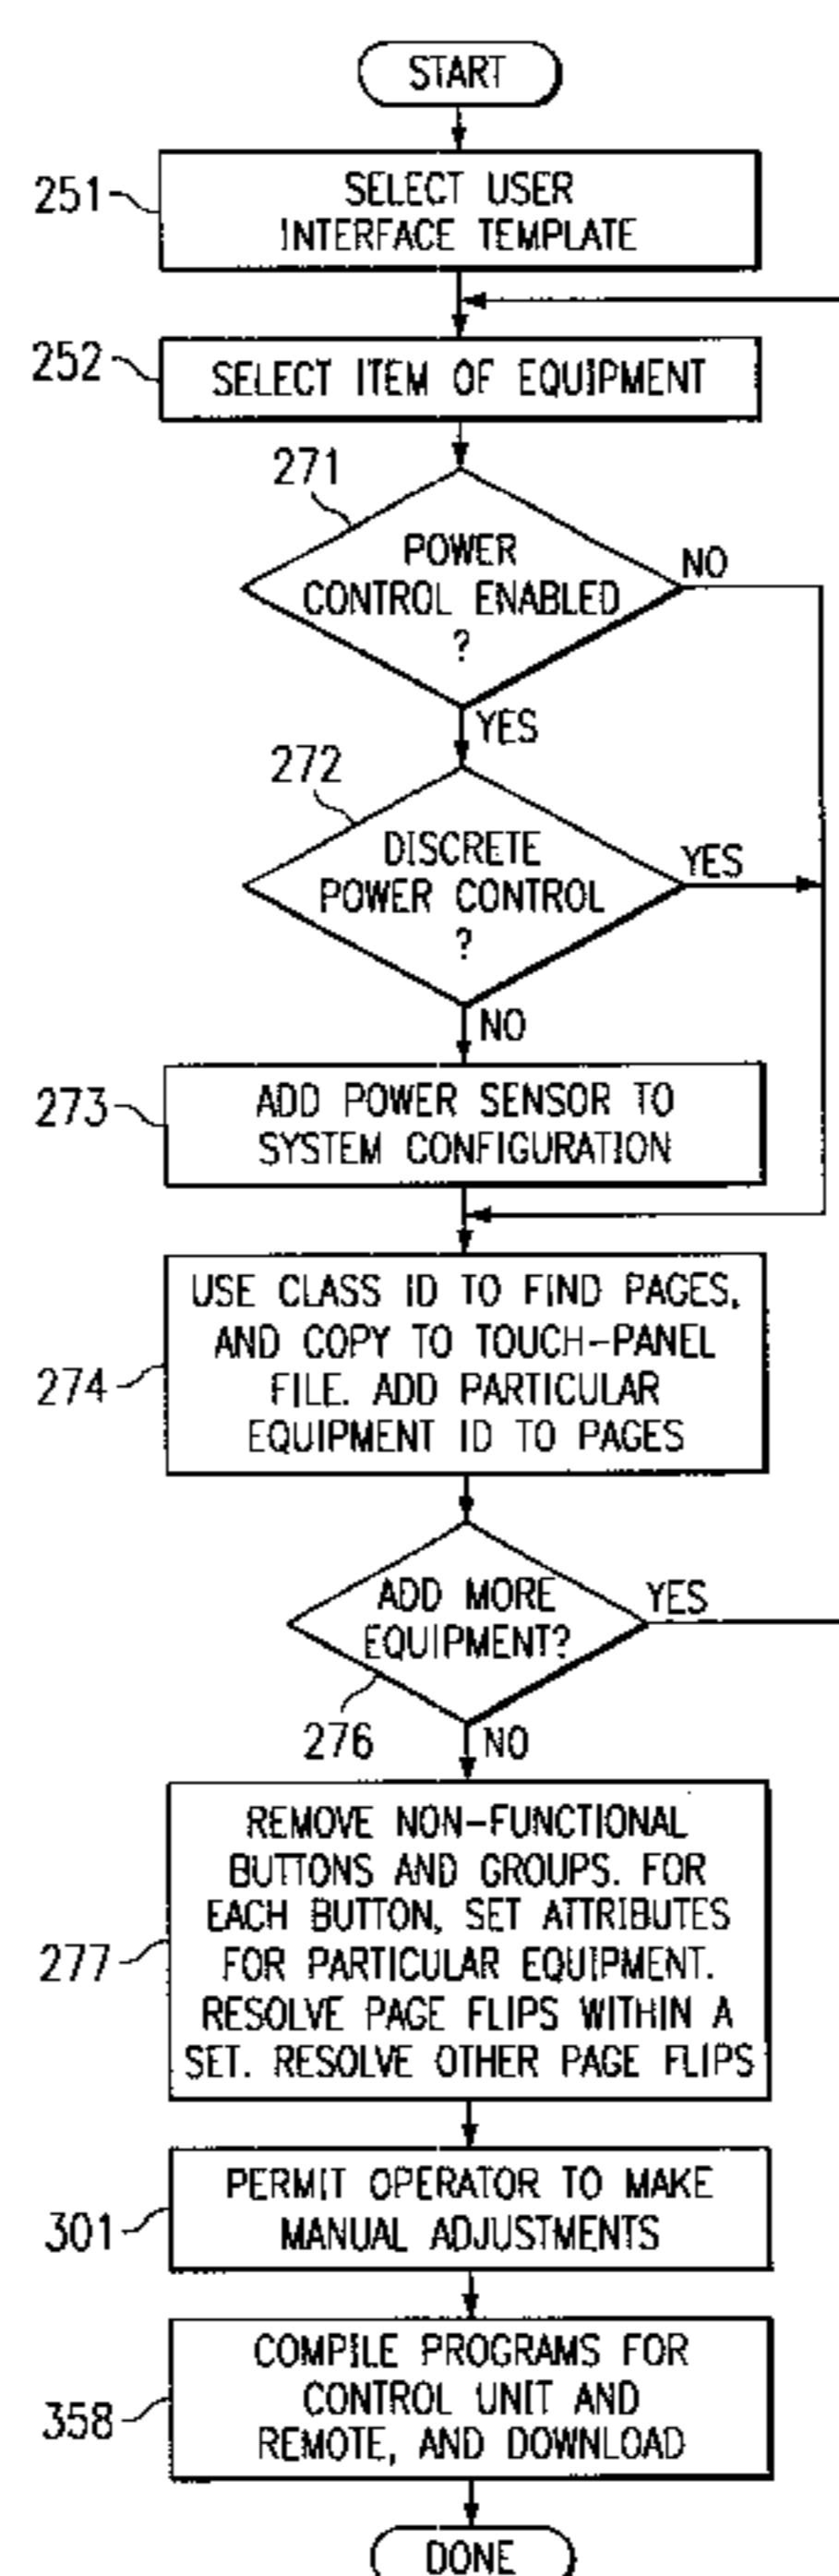 START
251
SELECT USER
INTERFACE TEMPLATE
252
SELECT ITEM OF EQUIPMENT
271
POWER
CONTROL ENABLED
?
NO
YES
272
DISCRETE
POWER CONTROL
?
YES
NO
273
ADD POWER SENSOR TO
SYSTEM CONFIGURATION
274
USE CLASS ID TO FIND PAGES,
AND COPY TO TOUCH-PANEL
FILE. ADD PARTICULAR
EQUIPMENT ID TO PAGES
ADD MORE
EQUIPMENT?
YES
276
NO
277
REMOVE NON-FUNCTIONAL
BUTTONS AND GROUPS. FOR
EACH BUTTON, SET ATTRIBUTES
FOR PARTICULAR EQUIPMENT.
RESOLVE PAGE FLIPS WITHIN A
SET. RESOLVE OTHER PAGE FLIPS
301
PERMIT OPERATOR TO MAKE
MANUAL ADJUSTMENTS
358
COMPILE PROGRAMS FOR
CONTROL UNIT AND
REMOTE, AND DOWNLOAD
DONE